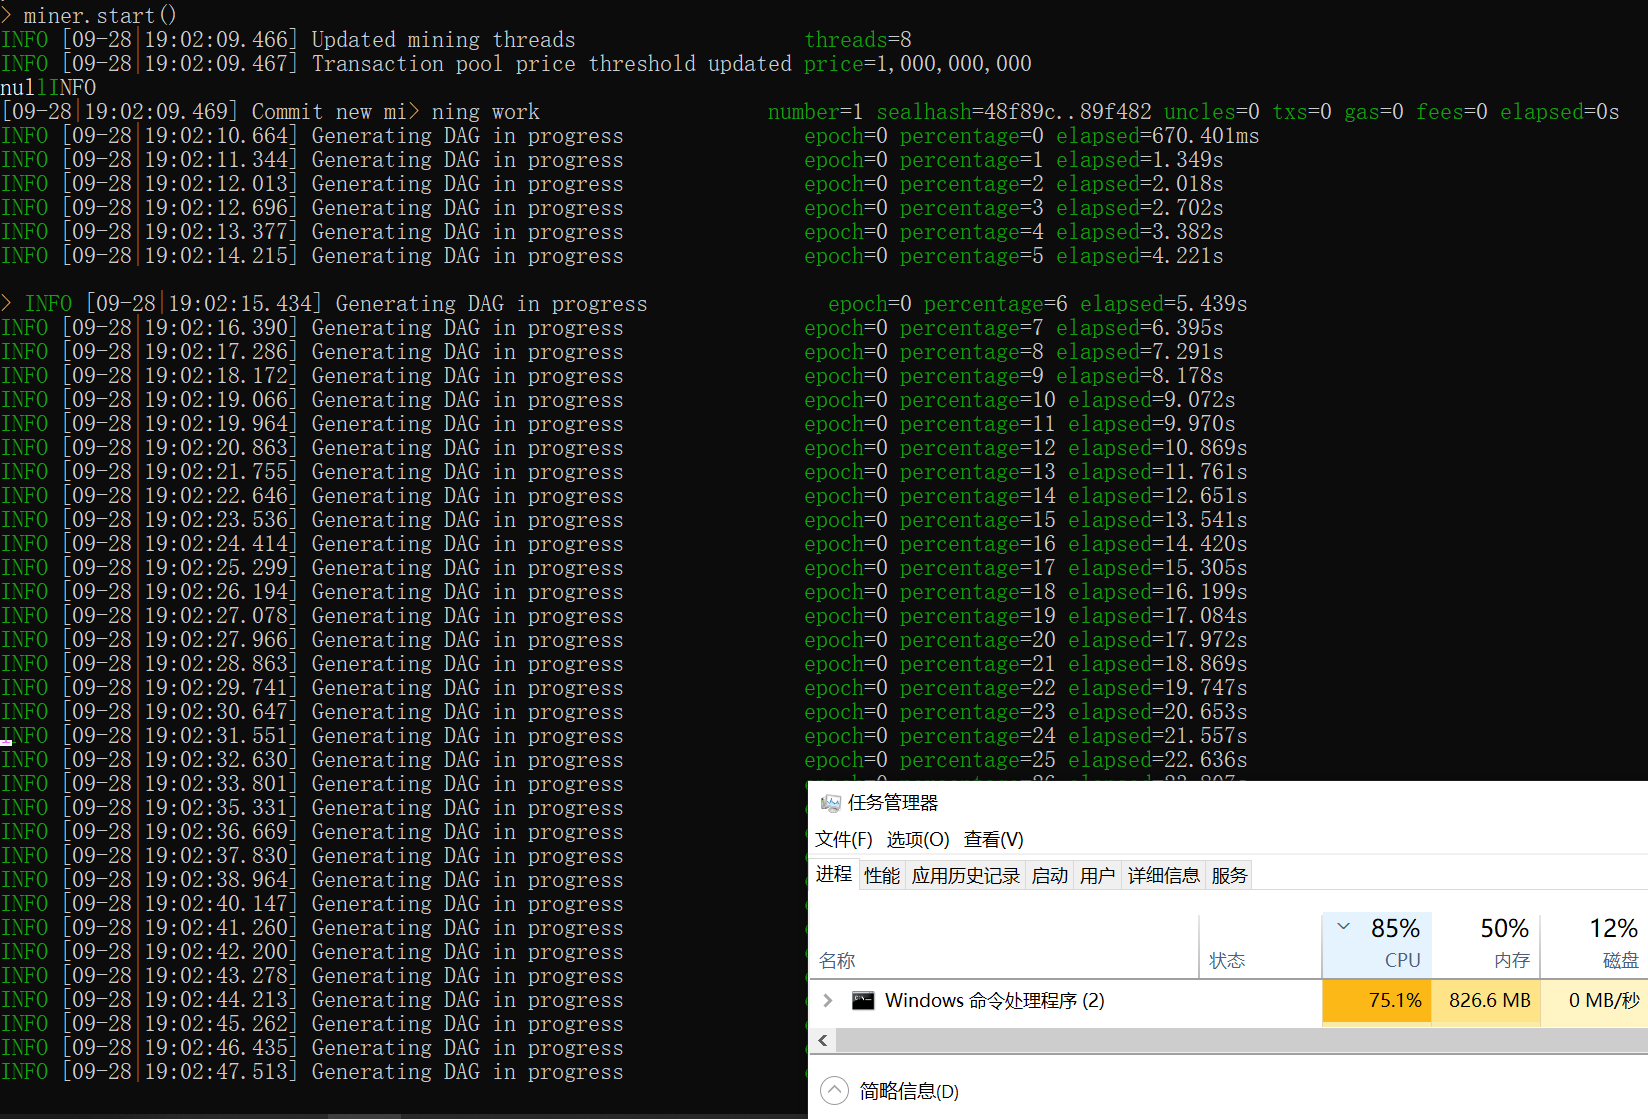 > miner.start()
INFO [09-28|19:02:09.466] Updated mining threads threads=8
INFO [09-28|19:02:09.467] Transaction pool price threshold updated price=1,000,000,000
nullINFO
[09-28|19:02:09.469] Commit new mi> ning work number=1 sealhash=48f89c..89f482 uncles=0 txs=0 gas=0 fees=0 elapsed=0s
INFO [09-28|19:02:10.664] Generating DAG in progress epoch=0 percentage=0 elapsed=670.401ms
INFO [09-28|19:02:11.344] Generating DAG in progress epoch=0 percentage=1 elapsed=1.349s
INFO [09-28|19:02:12.013] Generating DAG in progress epoch=0 percentage=2 elapsed=2.018s
INFO [09-28|19:02:12.696] Generating DAG in progress epoch=0 percentage=3 elapsed=2.702s
INFO [09-28|19:02:13.377] Generating DAG in progress epoch=0 percentage=4 elapsed=3.382s
INFO [09-28|19:02:14.215] Generating DAG in progress epoch=0 percentage=5 elapsed=4.221s
> INFO [09-28|19:02:15.434] Generating DAG in progress epoch=0 percentage=6 elapsed=5.439s
INFO [09-28|19:02:16.390] Generating DAG in progress epoch=0 percentage=7 elapsed=6.395s
INFO [09-28|19:02:17.286] Generating DAG in progress epoch=0 percentage=8 elapsed=7.291s
INFO [09-28|19:02:18.172] Generating DAG in progress epoch=0 percentage=9 elapsed=8.178s
INFO [09-28|19:02:19.066] Generating DAG in progress epoch=0 percentage=10 elapsed=9.072s
INFO [09-28|19:02:19.964] Generating DAG in progress epoch=0 percentage=11 elapsed=9.970s
INFO [09-28|19:02:20.863] Generating DAG in progress epoch=0 percentage=12 elapsed=10.869s
INFO [09-28|19:02:21.755] Generating DAG in progress epoch=0 percentage=13 elapsed=11.761s
INFO [09-28|19:02:22.646] Generating DAG in progress epoch=0 percentage=14 elapsed=12.651s
INFO [09-28|19:02:23.536] Generating DAG in progress epoch=0 percentage=15 elapsed=13.541s
INFO [09-28|19:02:24.414] Generating DAG in progress epoch=0 percentage=16 elapsed=14.420s
INFO [09-28|19:02:25.299] Generating DAG in progress epoch=0 percentage=17 elapsed=15.305s
INFO [09-28|19:02:26.194] Generating DAG in progress epoch=0 percentage=18 elapsed=16.199s
INFO [09-28|19:02:27.078] Generating DAG in progress epoch=0 percentage=19 elapsed=17.084s
INFO [09-28|19:02:27.966] Generating DAG in progress epoch=0 percentage=20 elapsed=17.972s
INFO [09-28|19:02:28.863] Generating DAG in progress epoch=0 percentage=21 elapsed=18.869s
INFO [09-28|19:02:29.741] Generating DAG in progress epoch=0 percentage=22 elapsed=19.747s
INFO [09-28|19:02:30.647] Generating DAG in progress epoch=0 percentage=23 elapsed=20.653s
INFO [09-28|19:02:31.551] Generating DAG in progress epoch=0 percentage=24 elapsed=21.557s
INFO [09-28|19:02:32.630] Generating DAG in progress epoch=0 percentage=25 elapsed=22.636s
INFO [09-28|19:02:33.801] Generating DAG in progress
INFO [09-28|19:02:35.331] Generating DAG in progress
INFO [09-28|19:02:36.669] Generating DAG in progress
INFO [09-28|19:02:37.830] Generating DAG in progress
INFO [09-28|19:02:38.964] Generating DAG in progress
INFO [09-28|19:02:40.147] Generating DAG in progress
INFO [09-28|19:02:41.260] Generating DAG in progress
INFO [09-28|19:02:42.200] Generating DAG in progress
INFO [09-28|19:02:43.278] Generating DAG in progress
INFO [09-28|19:02:44.213] Generating DAG in progress
INFO [09-28|19:02:45.262] Generating DAG in progress
INFO [09-28|19:02:46.435] Generating DAG in progress
INFO [09-28|19:02:47.513] Generating DAG in progress
任务管理器
文件(F) 选项(O) 查看(V)
进程 性能 应用历史记录 启动 用户 详细信息 服务
85% 50% 12%
名称 状态 CPU 内存 磁盘
Windows 命令处理程序 (2) 75.1% 826.6 MB 0 MB/秒
简略信息(D)